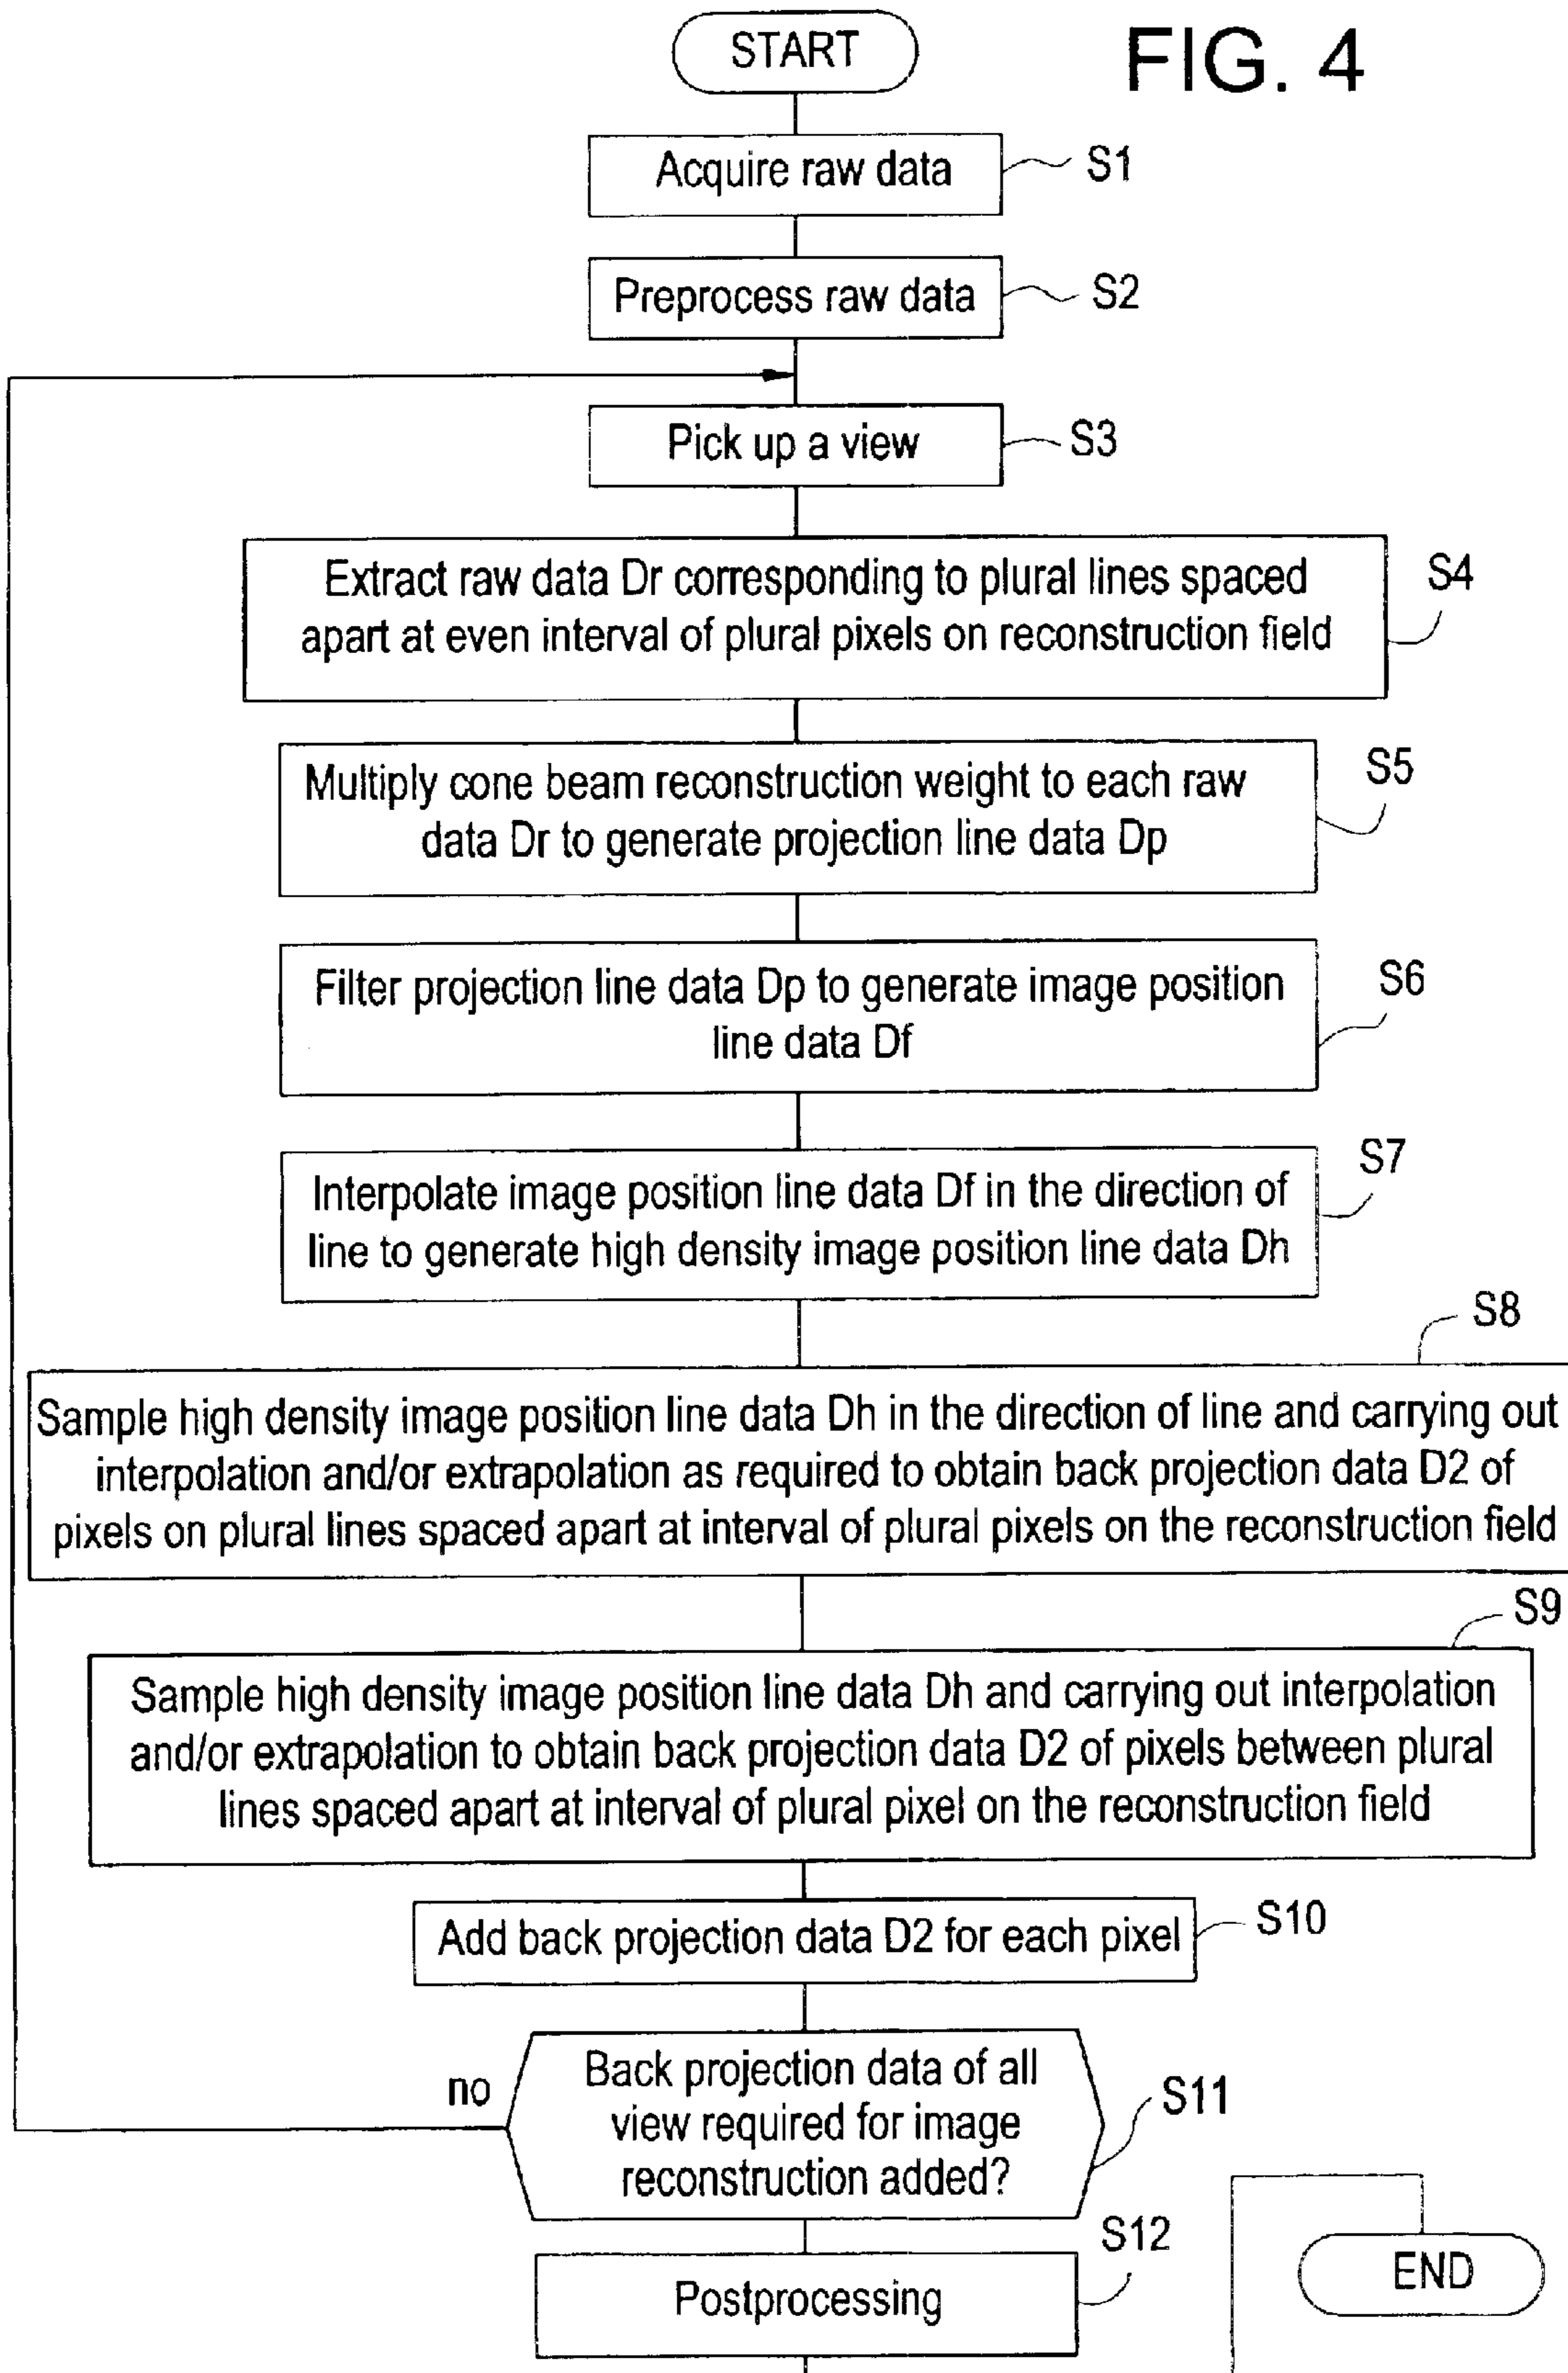 START
FIG. 4
Acquire raw data
S1
Preprocess raw data
S2
Pick up a view
S3
Extract raw data Dr corresponding to plural lines spaced
apart at even interval of plural pixels on reconstruction field
S4
Multiply cone beam reconstruction weight to each raw
data Dr to generate projection line data Dp
S5
Filter projection line data Dp to generate image position
line data Df
S6
Interpolate image position line data Df in the direction of
line to generate high density image position line data Dh
S7
S8
Sample high density image position line data Dh in the direction of line and carrying out
interpolation and/or extrapolation as required to obtain back projection data D2 of
pixels on plural lines spaced apart at interval of plural pixels on the reconstruction field
S9
Sample high density image position line data Dh and carrying out interpolation
and/or extrapolation to obtain back projection data D2 of pixels between plural
lines spaced apart at interval of plural pixel on the reconstruction field
Add back projection data D2 for each pixel
S10
no
Back projection data of all
view required for image
reconstruction added?
S11
S12
Postprocessing
END